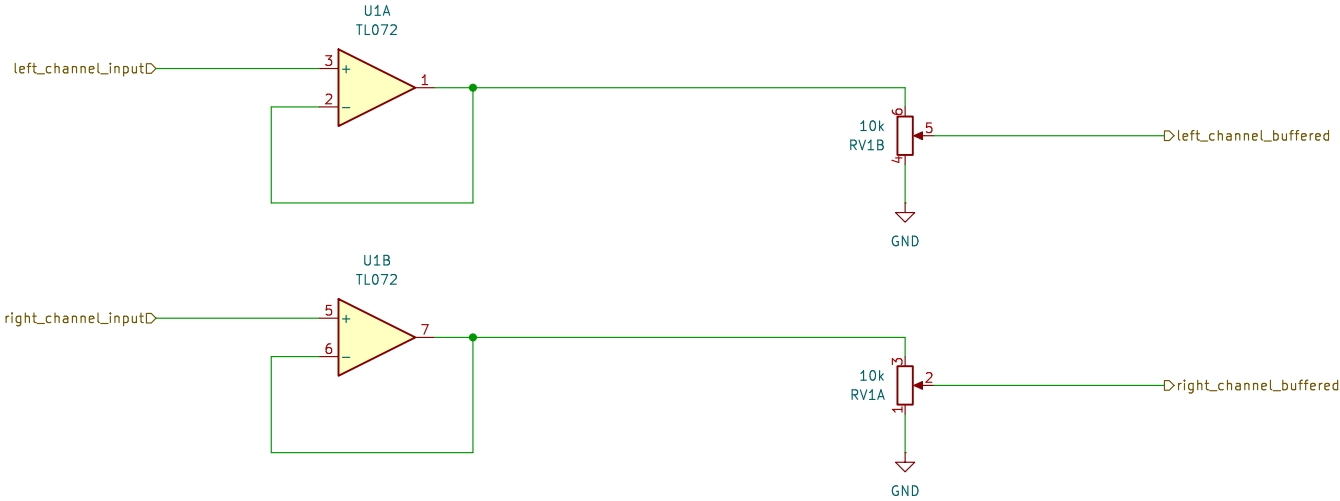 U1A
TL072
left_channel_input
3
+
2
−
1
6
10k
RV1B
5
4
left_channel_buffered
GND
U1B
TL072
right_channel_input
5
+
6
−
7
3
10k
RV1A
2
1
right_channel_buffered
GND